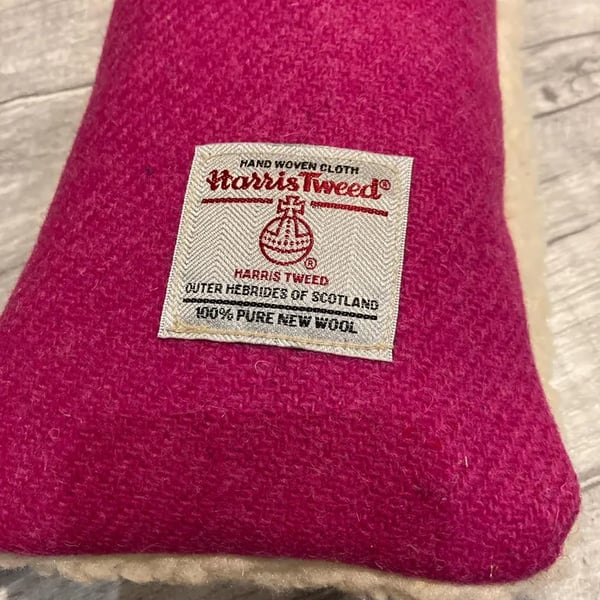 HAND WOVEN CLOTH
Harris Tweed®
®
HARRIS TWEED
OUTER HEBRIDES OF SCOTLAND
100% PURE NEW WOOL